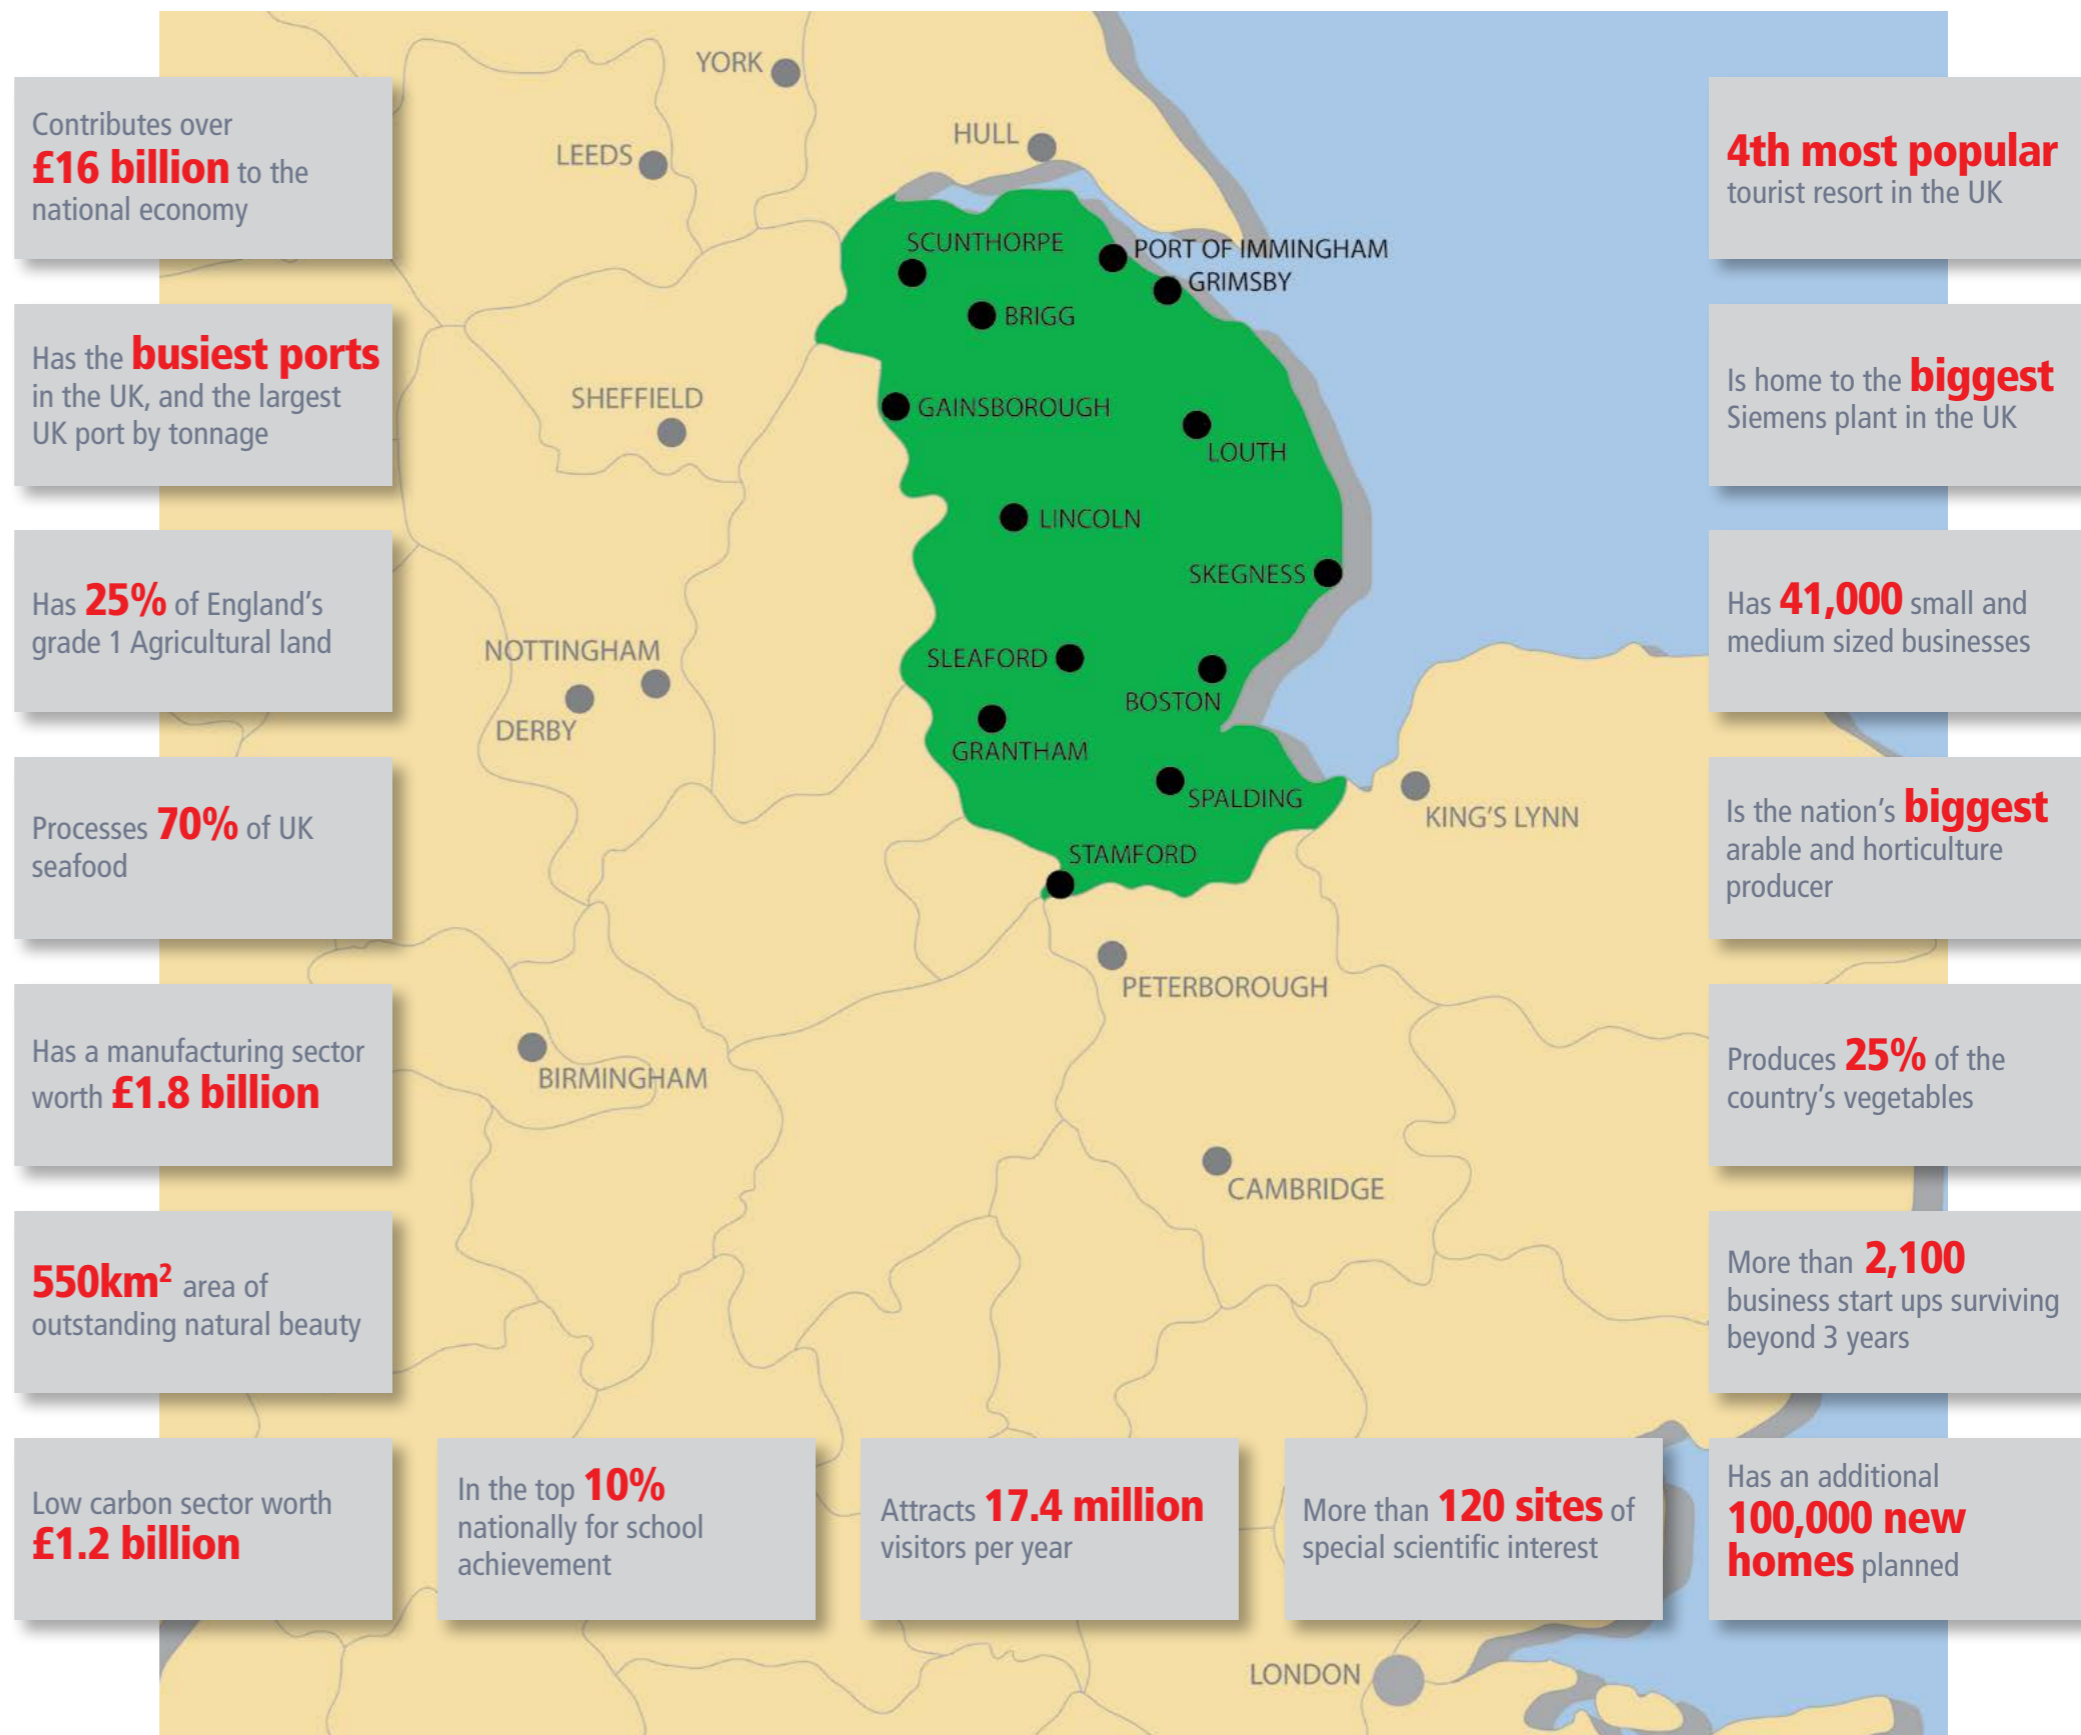 Contributes over
£16 billion to the
national economy
Has the busiest ports
in the UK, and the largest
UK port by tonnage
Has 25% of England’s
grade 1 Agricultural land
Processes 70% of UK
seafood
Has a manufacturing sector
worth £1.8 billion
550km² area of
outstanding natural beauty
Low carbon sector worth
£1.2 billion
In the top 10%
nationally for school
achievement
Attracts 17.4 million
visitors per year
More than 120 sites of
special scientific interest
YORK
LEEDS
HULL
SCUNTHORPE
PORT OF IMMINGHAM
GRIMSBY
BRIGG
SHEFFIELD
GAINSBOROUGH
LOUTH
LINCOLN
SKEGNESS
NOTTINGHAM
SLEAFORD
BOSTON
DERBY
GRANTHAM
SPALDING
KING’S LYNN
STAMFORD
PETERBOROUGH
BIRMINGHAM
CAMBRIDGE
LONDON
4th most popular
tourist resort in the UK
Is home to the biggest
Siemens plant in the UK
Has 41,000 small and
medium sized businesses
Is the nation’s biggest
arable and horticulture
producer
Produces 25% of the
country’s vegetables
More than 2,100
business start ups surviving
beyond 3 years
Has an additional
100,000 new
homes planned